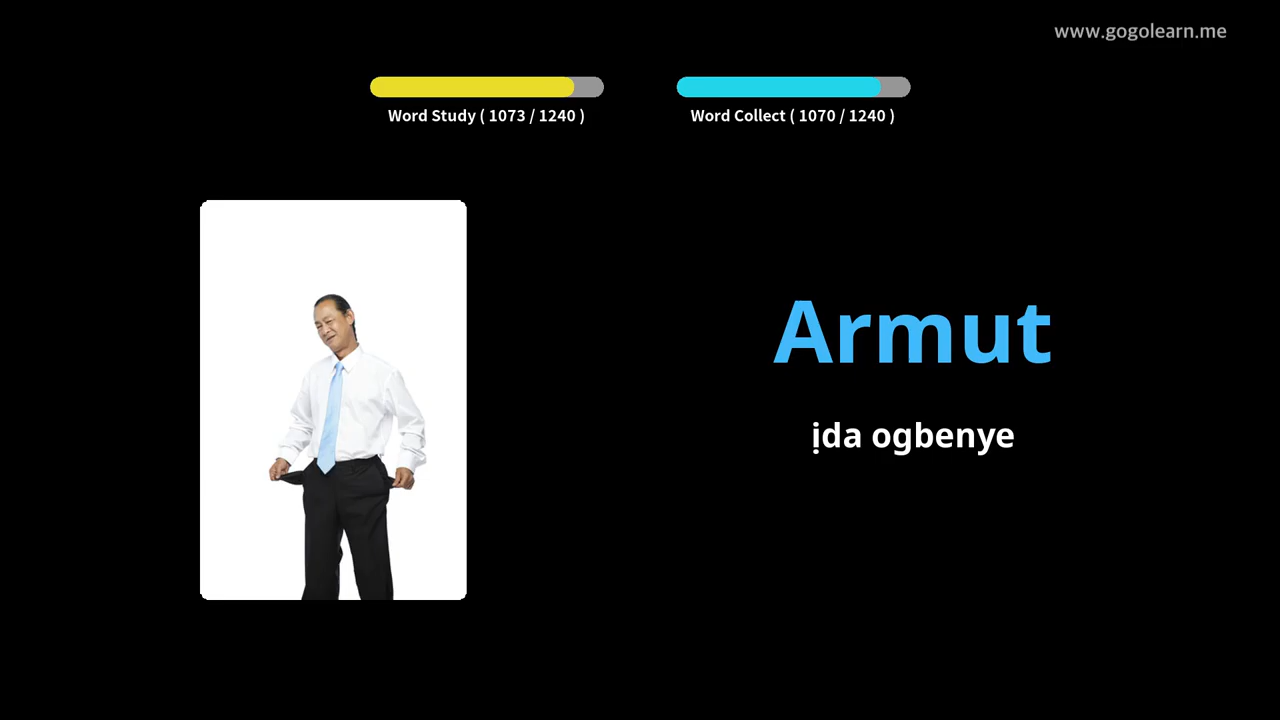 www.gogolearn.me
Word Study ( 1073 / 1240 )
Word Collect ( 1070 / 1240 )
Armut
ịda ogbenye